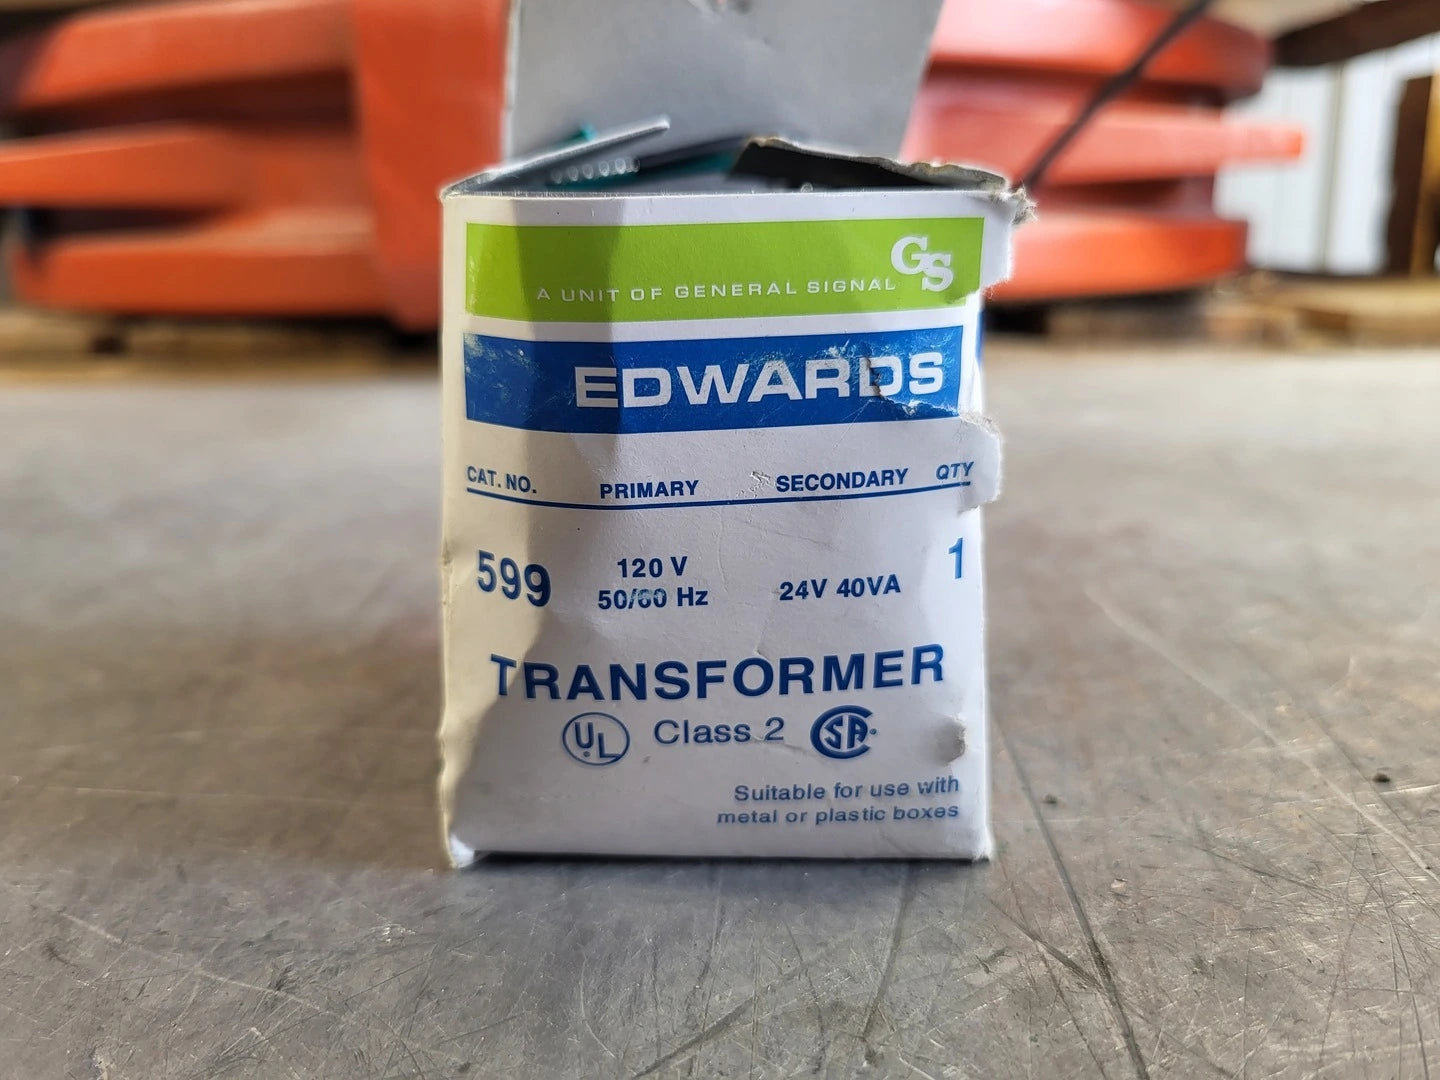 GS
A UNIT OF GENERAL SIGNAL
EDWARDS
CAT. NO. PRIMARY SECONDARY QTY
599 120 V 24V 40VA 1
50/60 Hz
TRANSFORMER
UL Class 2 CSA
Suitable for use with
metal or plastic boxes